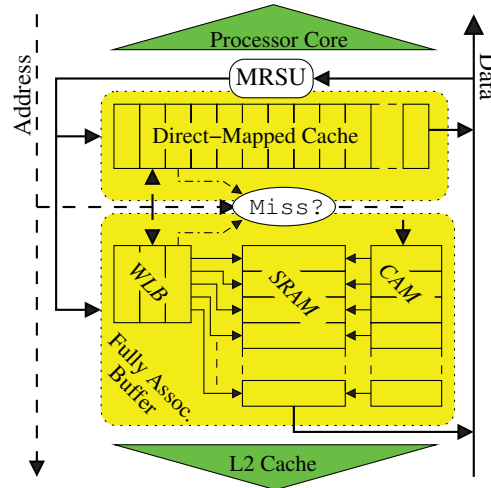 Processor Core
Address
Data
MRSU
Direct-Mapped Cache
Miss?
WLB
SRAM
CAM
Fully Assoc.
Buffer
L2 Cache